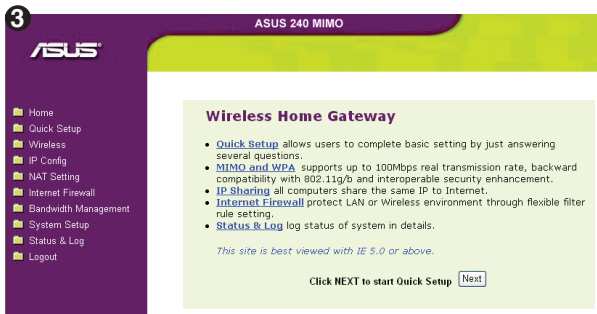 3
ASUS 240 MIMO
ASUS
Home
Quick Setup
Wireless
IP Config
NAT Setting
Internet Firewall
Bandwidth Management
System Setup
Status & Log
Logout
Wireless Home Gateway
• Quick Setup allows users to complete basic setting by just answering
several questions.
• MIMO and WPA supports up to 100Mbps real transmission rate, backward
compatibility with 802.11g/b and interoperable security enhancement.
• IP Sharing all computers share the same IP to Internet.
• Internet Firewall protect LAN or Wireless environment through flexible filter
rule setting.
• Status & Log log status of system in details.
This site is best viewed with IE 5.0 or above.
Click NEXT to start Quick Setup Next